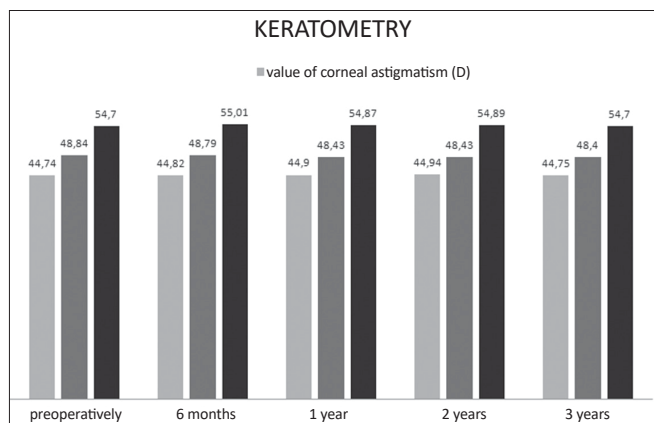 KERATOMETRY
value of corneal astigmatism (D)
44,74 48,84 54,7
44,82 48,79 55,01
44,9 48,43 54,87
44,94 48,43 54,89
44,75 48,4 54,7
preoperatively 6 months 1 year 2 years 3 years